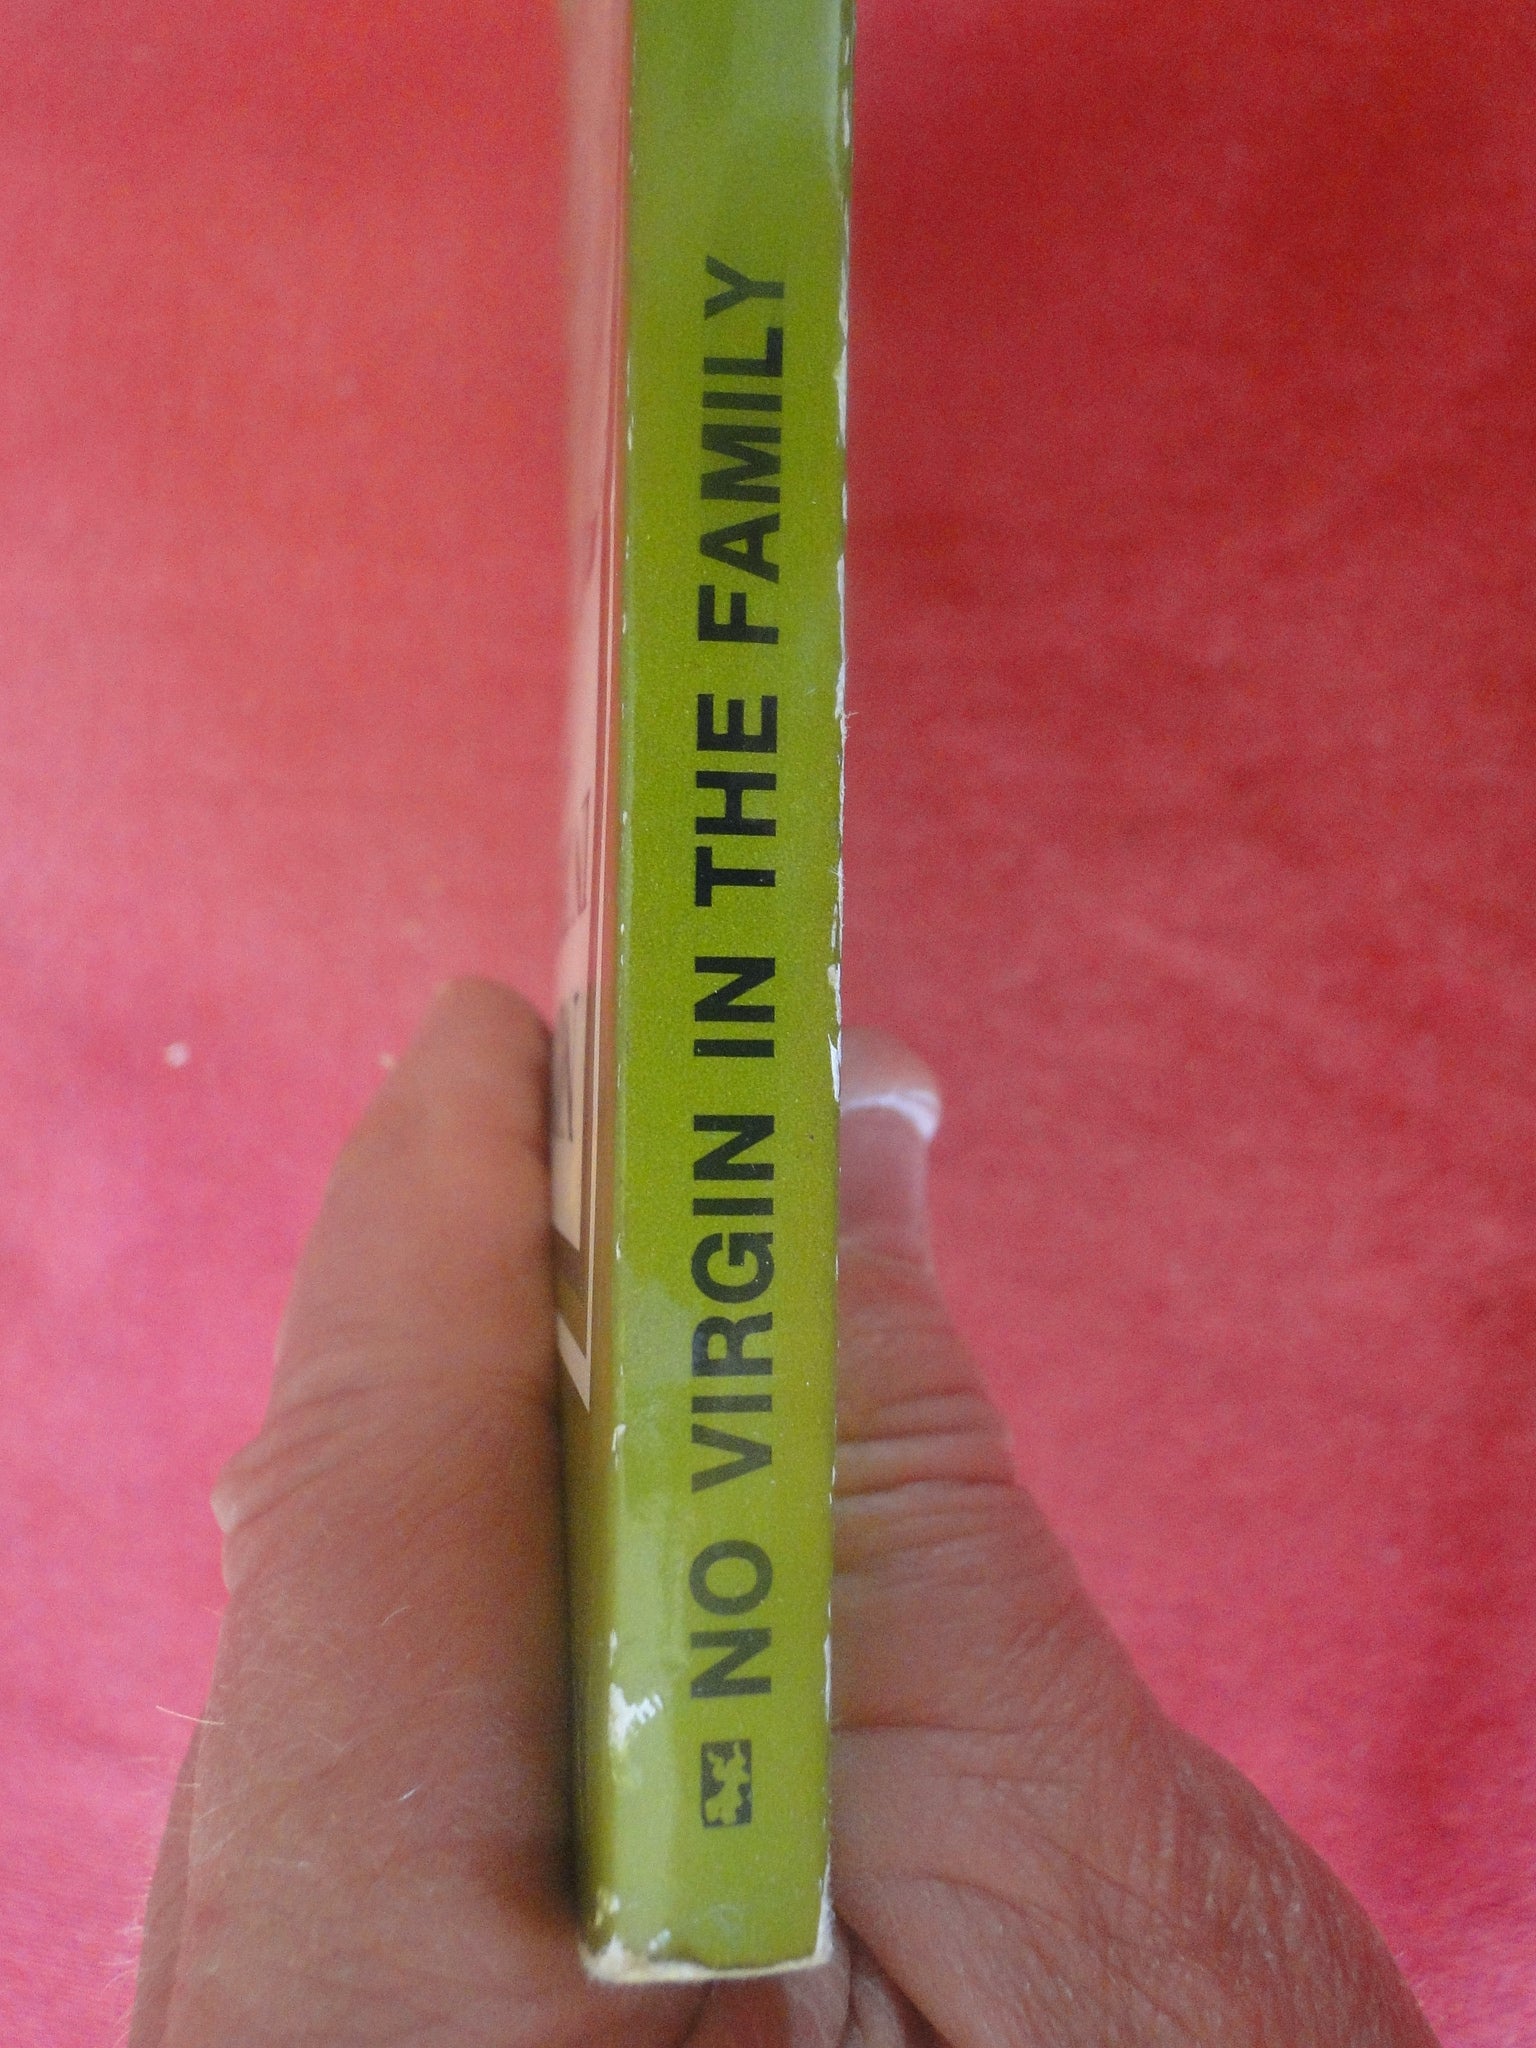 NO VIRGIN IN THE FAMILY